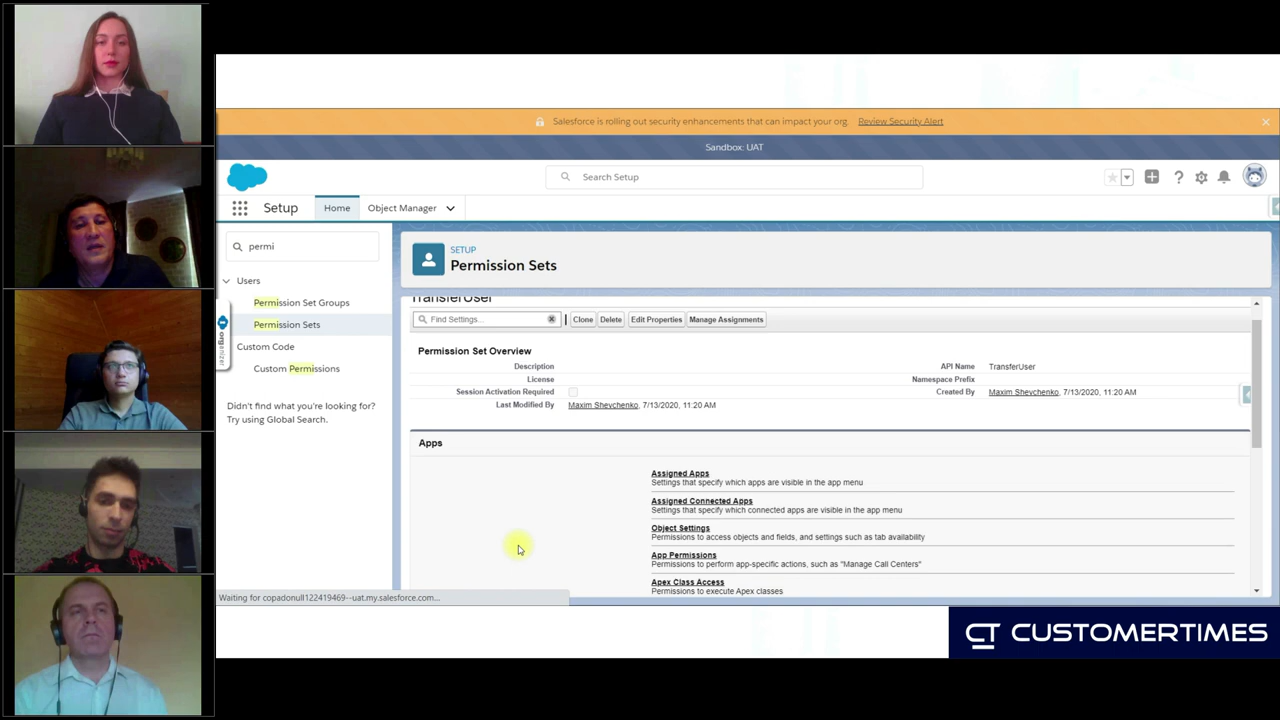 Salesforce is rolling out security enhancements that can impact your org. Review Security Alert
Sandbox: UAT
Search Setup
Setup Home Object Manager
permi
SETUP
Permission Sets
Users
Permission Set Groups
Permission Sets
Custom Code
Custom Permissions
Didn't find what you're looking for?
Try using Global Search.
organizer
TransferUser
Find Settings... Clone Delete Edit Properties Manage Assignments
Permission Set Overview
Description API Name TransferUser
License Namespace Prefix
Session Activation Required Created By Maxim Shevchenko, 7/13/2020, 11:20 AM
Last Modified By Maxim Shevchenko, 7/13/2020, 11:20 AM
Apps
Assigned Apps
Settings that specify which apps are visible in the app menu
Assigned Connected Apps
Settings that specify which connected apps are visible in the app menu
Object Settings
Permissions to access objects and fields, and settings such as tab availability
App Permissions
Permissions to perform app-specific actions, such as "Manage Call Centers"
Apex Class Access
Permissions to execute Apex classes
Waiting for copadonull122419469--uat.my.salesforce.com...
CT CUSTOMERTIMES